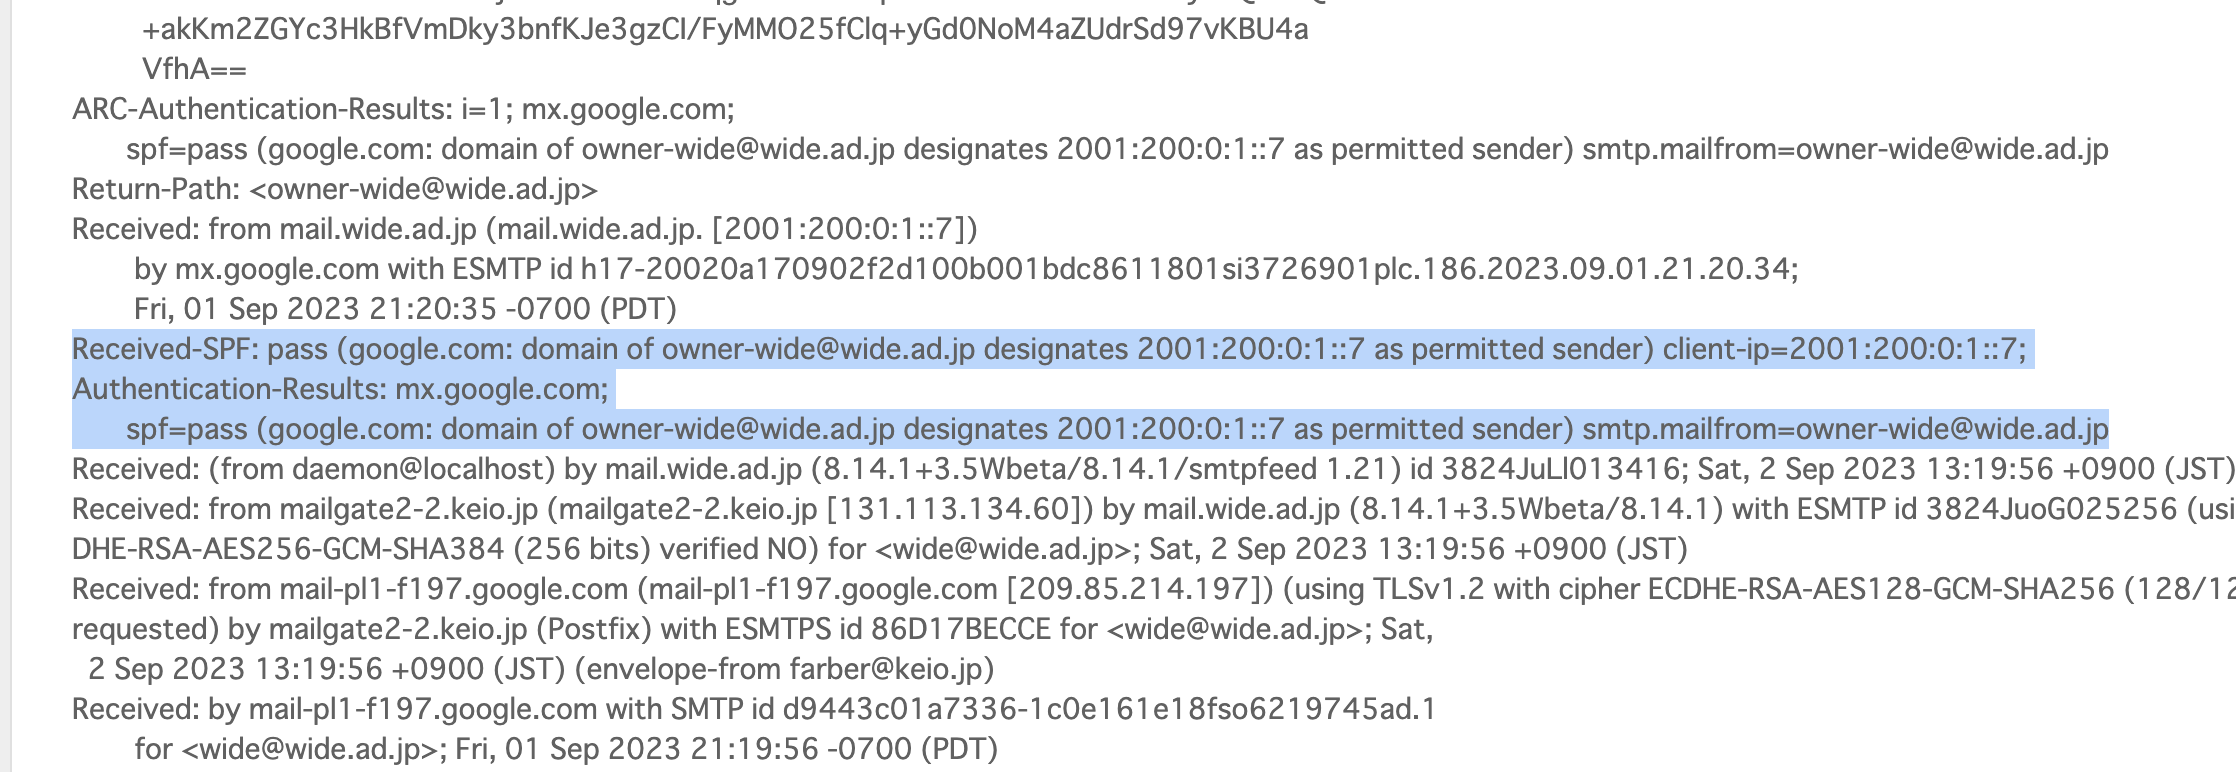 +akKm2ZGYc3HkBfVmDky3bnfKJe3gzCI/FyMMO25fClq+yGd0NoM4aZUdrSd97vKBU4a
VfhA==
ARC-Authentication-Results: i=1; mx.google.com;
spf=pass (google.com: domain of owner-wide@wide.ad.jp designates 2001:200:0:1::7 as permitted sender) smtp.mailfrom=owner-wide@wide.ad.jp
Return-Path: <owner-wide@wide.ad.jp>
Received: from mail.wide.ad.jp (mail.wide.ad.jp. [2001:200:0:1::7])
by mx.google.com with ESMTP id h17-20020a170902f2d100b001bdc8611801si3726901plc.186.2023.09.01.21.20.34;
Fri, 01 Sep 2023 21:20:35 -0700 (PDT)
Received-SPF: pass (google.com: domain of owner-wide@wide.ad.jp designates 2001:200:0:1::7 as permitted sender) client-ip=2001:200:0:1::7;
Authentication-Results: mx.google.com;
spf=pass (google.com: domain of owner-wide@wide.ad.jp designates 2001:200:0:1::7 as permitted sender) smtp.mailfrom=owner-wide@wide.ad.jp
Received: (from daemon@localhost) by mail.wide.ad.jp (8.14.1+3.5Wbeta/8.14.1/smtpfeed 1.21) id 3824JuLl013416; Sat, 2 Sep 2023 13:19:56 +0900 (JST)
Received: from mailgate2-2.keio.jp (mailgate2-2.keio.jp [131.113.134.60]) by mail.wide.ad.jp (8.14.1+3.5Wbeta/8.14.1) with ESMTP id 3824JuoG025256 (usi
DHE-RSA-AES256-GCM-SHA384 (256 bits) verified NO) for <wide@wide.ad.jp>; Sat, 2 Sep 2023 13:19:56 +0900 (JST)
Received: from mail-pl1-f197.google.com (mail-pl1-f197.google.com [209.85.214.197]) (using TLSv1.2 with cipher ECDHE-RSA-AES128-GCM-SHA256 (128/12
requested) by mailgate2-2.keio.jp (Postfix) with ESMTPS id 86D17BECCE for <wide@wide.ad.jp>; Sat,
2 Sep 2023 13:19:56 +0900 (JST) (envelope-from farber@keio.jp)
Received: by mail-pl1-f197.google.com with SMTP id d9443c01a7336-1c0e161e18fso6219745ad.1
for <wide@wide.ad.jp>; Fri, 01 Sep 2023 21:19:56 -0700 (PDT)